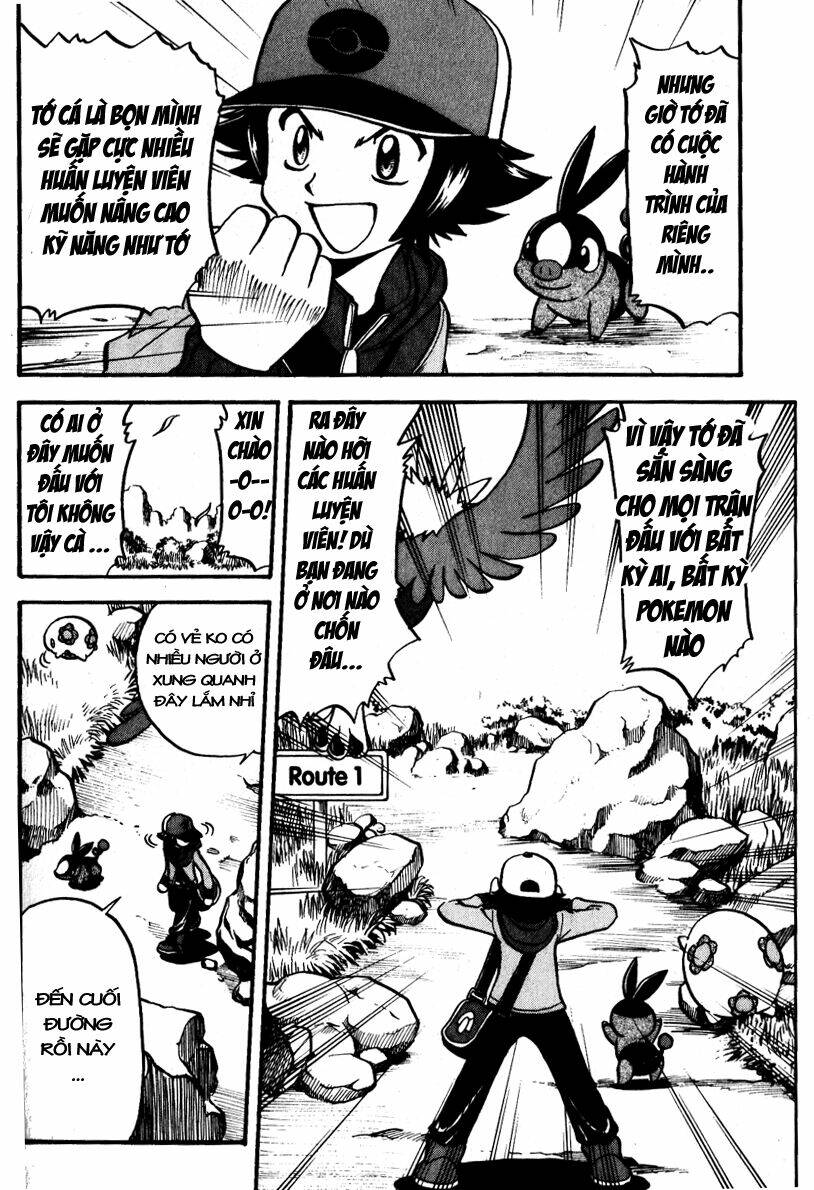 NHƯNG
GIỜ TỚ ĐÃ
CÓ CUỘC
HÀNH
TRÌNH CỦA
RIÊNG
MÌNH..
TỚ CÁ LÀ BỌN MÌNH
SẼ GẶP CỰC NHIỀU
HUẤN LUYỆN VIÊN
MUỐN NÂNG CAO
KỸ NĂNG NHƯ TỚ
VÌ VẬY TỚ ĐÃ
SẴN SÀNG
CHO MỌI TRẬN
ĐẤU VỚI BẤT
KỲ AI, BẤT KỲ
POKEMON
NÀO
RA ĐÂY
NÀO HỠI
CÁC HUẤN
LUYỆN
VIÊN! DÙ
BẠN ĐANG
Ở NƠI NÀO
CHỐN
ĐÂU...
Route 1
XIN
CHÀO
-O--
O-O!
CÓ AI Ở
ĐÂY MUỐN
ĐẤU VỚI
TÔI KHÔNG
VẬY CÀ ...
CÓ VẺ KO CÓ
NHIỀU NGƯỜI Ở
XUNG QUANH
ĐÂY LẮM NHỈ
ĐẾN CUỐI
ĐƯỜNG
RỒI NÀY
...